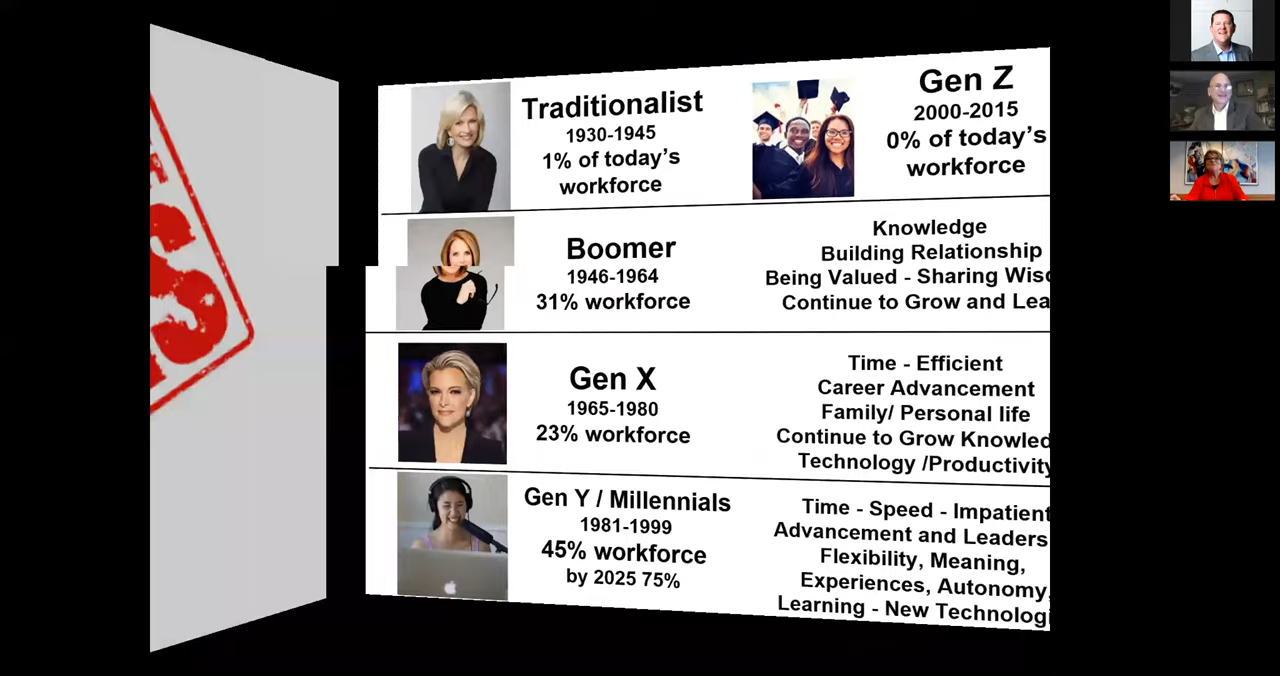 Traditionalist
1930-1945
1% of today's
workforce
Gen Z
2000-2015
0% of today's
workforce
Boomer
1946-1964
31% workforce
Knowledge
Building Relationship
Being Valued - Sharing
Continue to Grow and
Gen X
1965-1980
23% workforce
Time - Efficient
Career Advancement
Family/ Personal life
Continue to Grow
Technology /Productivity
Gen Y / Millennials
1981-1999
45% workforce
by 2025 75%
Time - Speed - Impatient
Advancement and Leaders
Flexibility, Meaning,
Experiences, Autonomy,
Learning - New